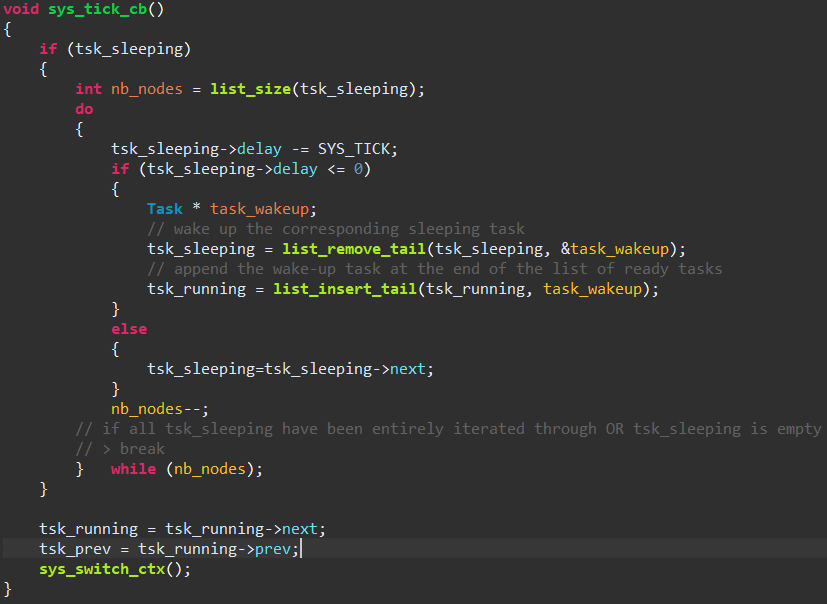 void sys_tick_cb()
{
    if (tsk_sleeping)
    {
        int nb_nodes = list_size(tsk_sleeping);
        do
        {
            tsk_sleeping->delay -= SYS_TICK;
            if (tsk_sleeping->delay <= 0)
            {
                Task * task_wakeup;
                // wake up the corresponding sleeping task
                tsk_sleeping = list_remove_tail(tsk_sleeping, &task_wakeup);
                // append the wake-up task at the end of the list of ready tasks
                tsk_running = list_insert_tail(tsk_running, task_wakeup);
            }
            else
            {
                tsk_sleeping=tsk_sleeping->next;
            }
            nb_nodes--;
        // if all tsk_sleeping have been entirely iterated through OR tsk_sleeping is empty
        // > break
        }   while (nb_nodes);
    }

    tsk_running = tsk_running->next;
    tsk_prev = tsk_running->prev;
    sys_switch_ctx();
}